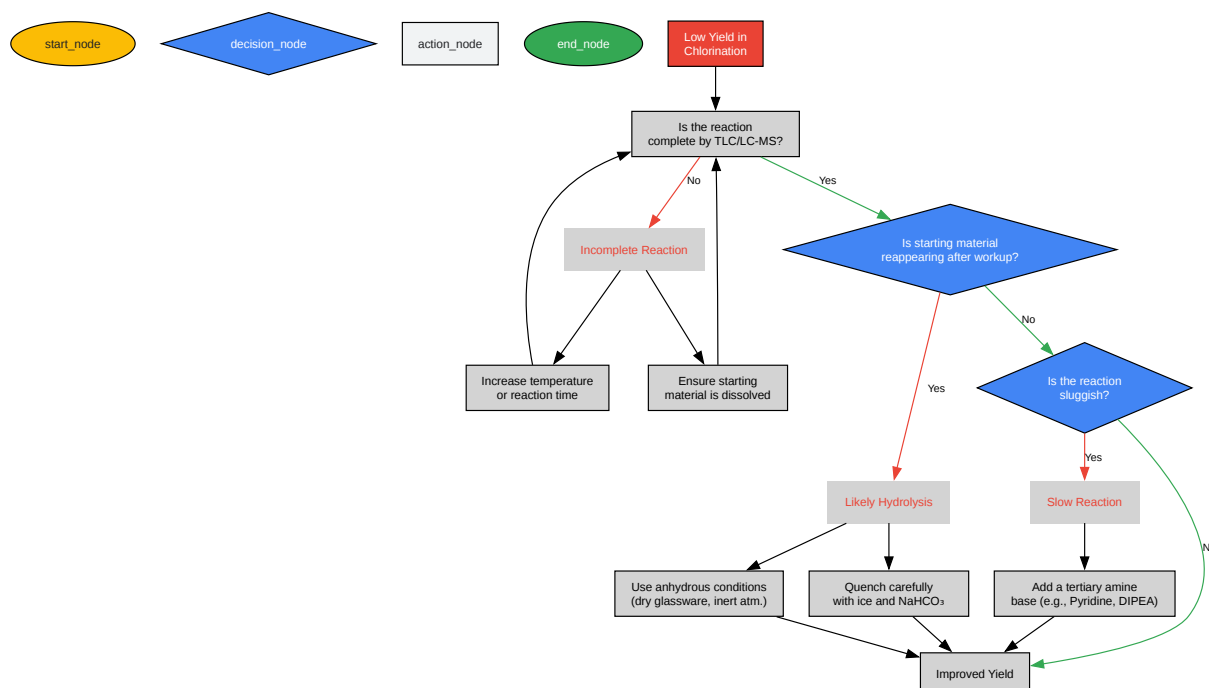 start_node
decision_node
action_node
end_node
Low Yield in
Chlorination
Is the reaction
complete by TLC/LC-MS?
No
Yes
Incomplete Reaction
Is starting material
reappearing after workup?
No
Increase temperature
or reaction time
Ensure starting
material is dissolved
Yes
Is the reaction
sluggish?
Yes
Likely Hydrolysis
Slow Reaction
Use anhydrous conditions
(dry glassware, inert atm.)
Quench carefully
with ice and NaHCO₃
Add a tertiary amine
base (e.g., Pyridine, DIPEA)
Improved Yield